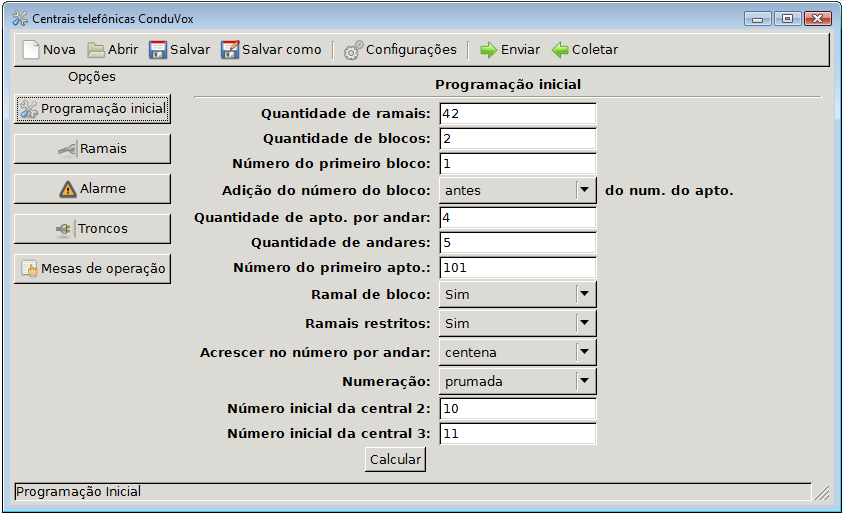 Centrais telefônicas ConduVox
Nova Abrir Salvar Salvar como Configurações Enviar Coletar
Opções
Programação inicial
Ramais
Alarme
Troncos
Mesas de operação
Programação inicial
Quantidade de ramais: 42
Quantidade de blocos: 2
Número do primeiro bloco: 1
Adição do número do bloco: antes do num. do apto.
Quantidade de apto. por andar: 4
Quantidade de andares: 5
Número do primeiro apto.: 101
Ramal de bloco: Sim
Ramais restritos: Sim
Acrescer no número por andar: centena
Numeração: prumada
Número inicial da central 2: 10
Número inicial da central 3: 11
Calcular
Programação Inicial